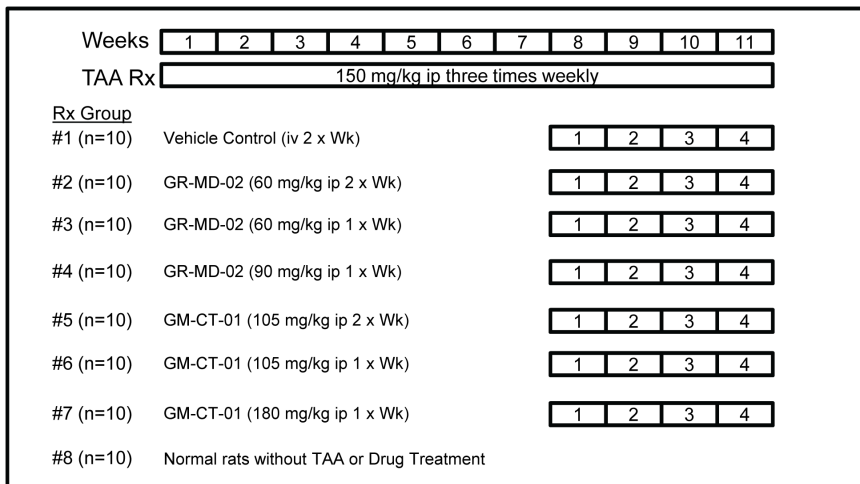 Weeks 1 2 3 4 5 6 7 8 9 10 11
TAA Rx 150 mg/kg ip three times weekly
Rx Group
#1 (n=10) Vehicle Control (iv 2 x Wk) 1 2 3 4
#2 (n=10) GR-MD-02 (60 mg/kg ip 2 x Wk) 1 2 3 4
#3 (n=10) GR-MD-02 (60 mg/kg ip 1 x Wk) 1 2 3 4
#4 (n=10) GR-MD-02 (90 mg/kg ip 1 x Wk) 1 2 3 4
#5 (n=10) GM-CT-01 (105 mg/kg ip 2 x Wk) 1 2 3 4
#6 (n=10) GM-CT-01 (105 mg/kg ip 1 x Wk) 1 2 3 4
#7 (n=10) GM-CT-01 (180 mg/kg ip 1 x Wk) 1 2 3 4
#8 (n=10) Normal rats without TAA or Drug Treatment